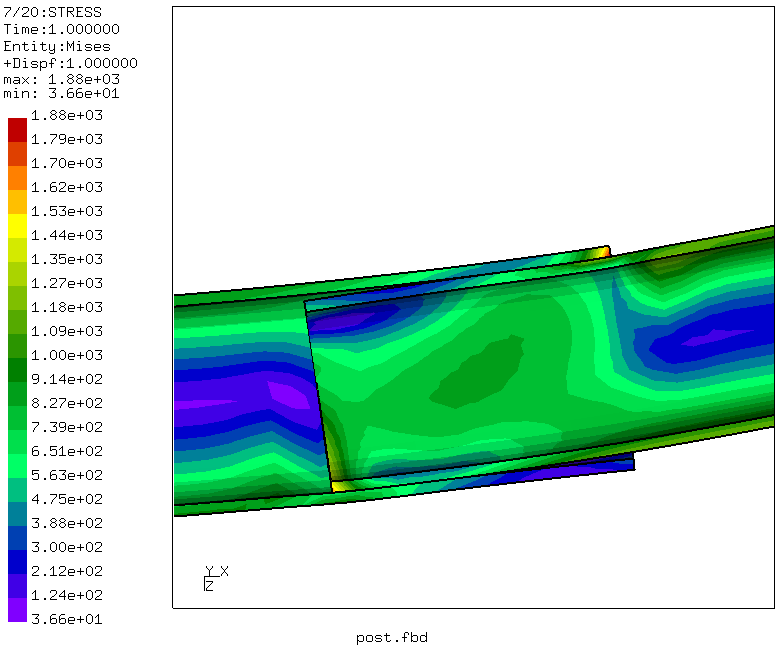 7/20:STRESS
Time:1.000000
Entity:Mises
+Dispf:1.000000
max: 1.88e+03
min: 3.66e+01
1.88e+03
1.79e+03
1.70e+03
1.62e+03
1.53e+03
1.44e+03
1.35e+03
1.27e+03
1.18e+03
1.09e+03
1.00e+03
9.14e+02
8.27e+02
7.39e+02
6.51e+02
5.63e+02
4.75e+02
3.88e+02
3.00e+02
2.12e+02
1.24e+02
3.66e+01
Y X
Z
post.fbd